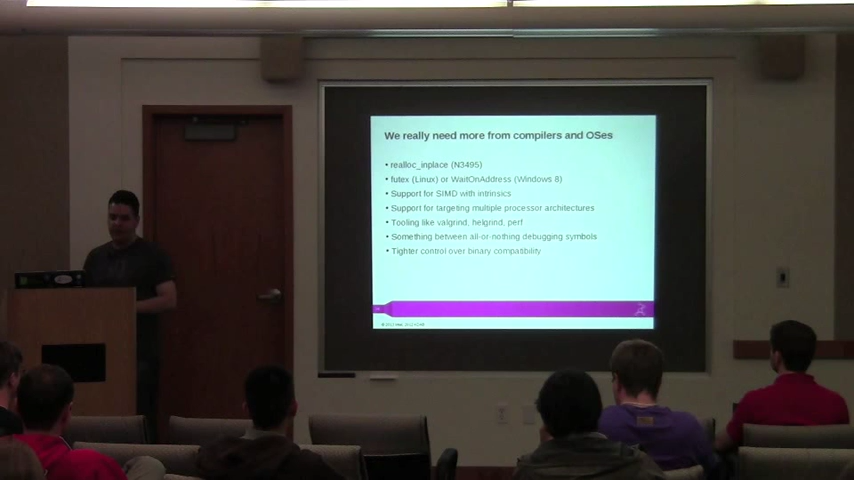 We really need more from compilers and OSes
• realloc_inplace (N3495)
• futex (Linux) or WaitOnAddress (Windows 8)
• Support for SIMD with intrinsics
• Support for targeting multiple processor architectures
• Tooling like valgrind, helgrind, perf
• Something between all-or-nothing debugging symbols
• Tighter control over binary compatibility